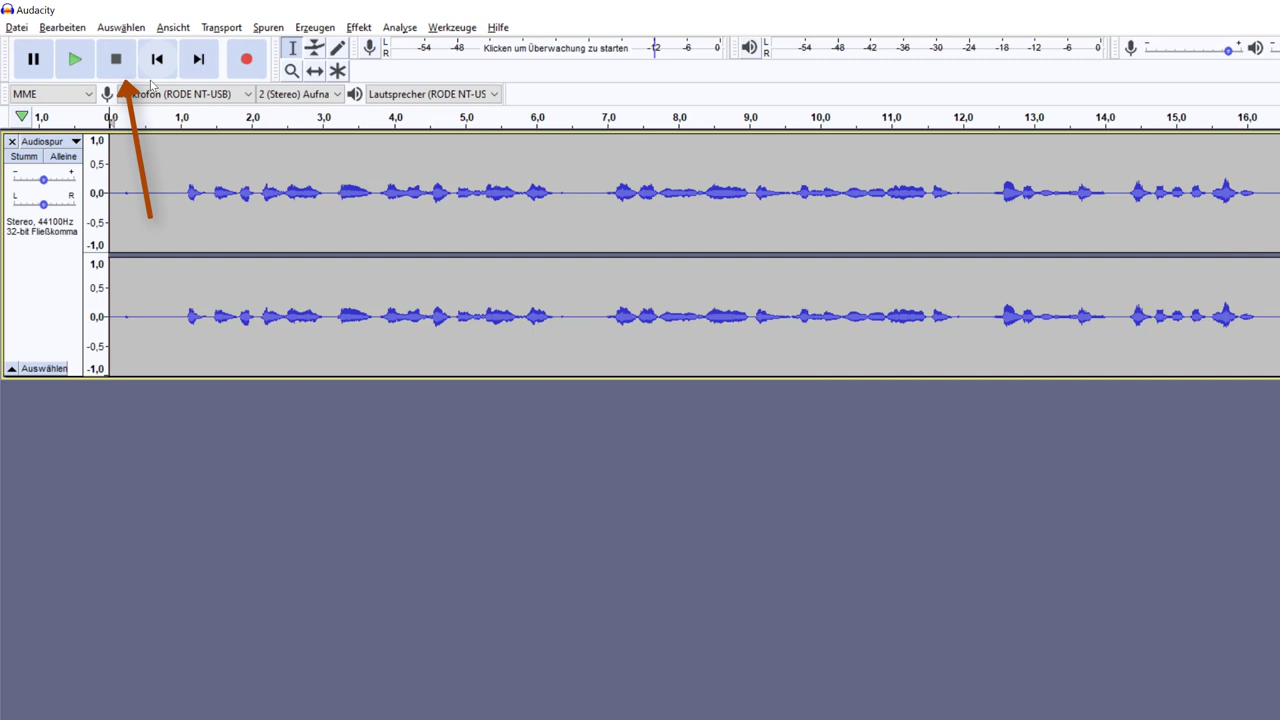 Audacity
Datei Bearbeiten Auswählen Ansicht Transport Spuren Erzeugen Effekt Analyse Werkzeuge Hilfe
L R -54 -48 Klicken um Überwachung zu starten -12 -6 0 L R -54 -48 -42 -36 -30 -24 -18 -12 -6 0 - +
MME krofon (RODE NT-USB) 2 (Stereo) Aufna Lautsprecher (RODE NT-US
1,0 0,0 1,0 2,0 3,0 4,0 5,0 6,0 7,0 8,0 9,0 10,0 11,0 12,0 13,0 14,0 15,0 16,0
Audiospur 1,0
Stumm Alleine 0,5-
- + 0,0-
L R
Stereo, 44100Hz -0,5-
32-bit Fließkomma
-1,0
1,0
0,5-
0,0-
-0,5-
Auswählen -1,0